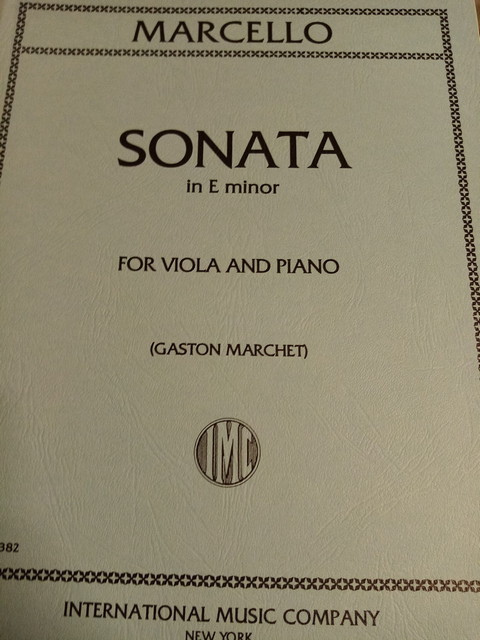 MARCELLO
SONATA
in E minor
FOR VIOLA AND PIANO
(GASTON MARCHET)
IMC
382
INTERNATIONAL MUSIC COMPANY
NEW YORK